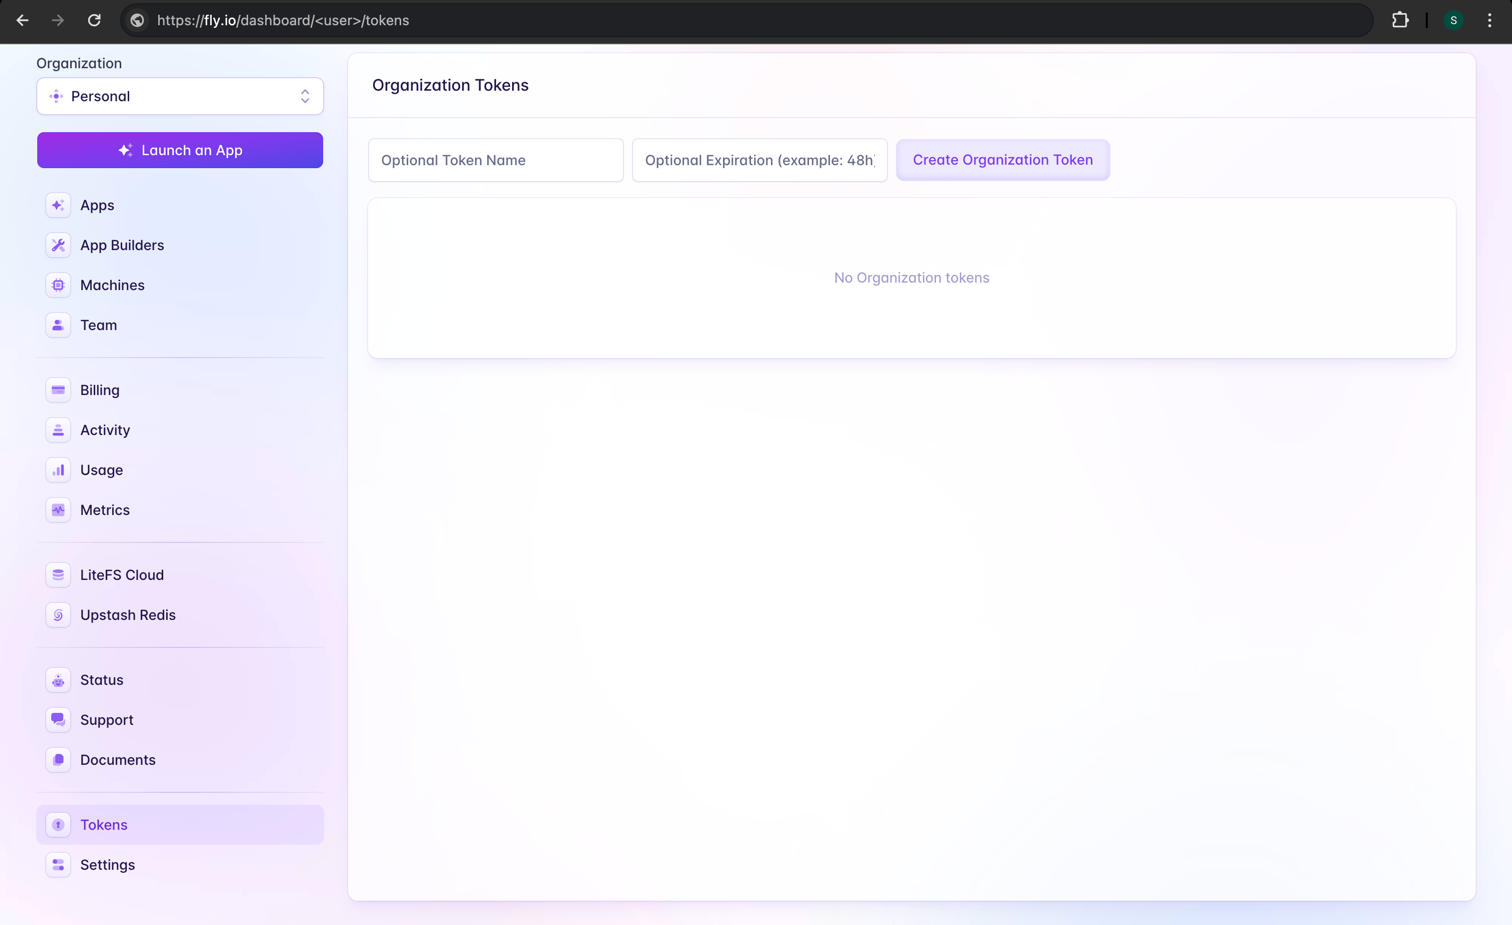 https://fly.io/dashboard/<user>/tokens
S
Organization
Personal
Launch an App
Apps
App Builders
Machines
Team
Billing
Activity
Usage
Metrics
LiteFS Cloud
Upstash Redis
Status
Support
Documents
Tokens
Settings
Organization Tokens
Optional Token Name
Optional Expiration (example: 48h)
Create Organization Token
No Organization tokens